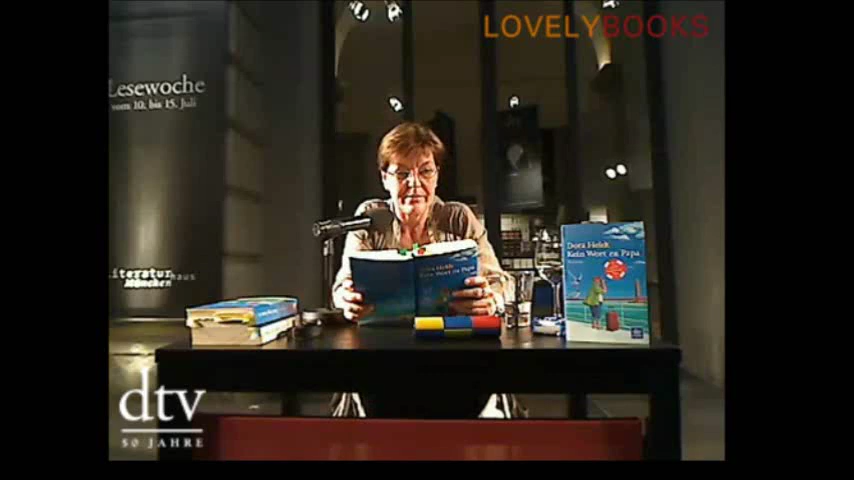 LOVELYBOOKS
Lesewoche
vom 10. bis 15. Juli
Dora Heldt
Kein Wort zu Papa
Dora Heldt
Kein Wort zu Papa
Literaturhaus
München
dtv
50 JAHRE